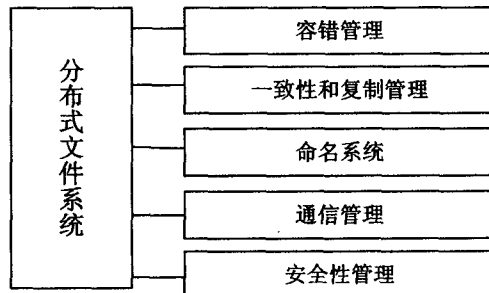 分布式文件系统
容错管理
一致性和复制管理
命名系统
通信管理
安全性管理